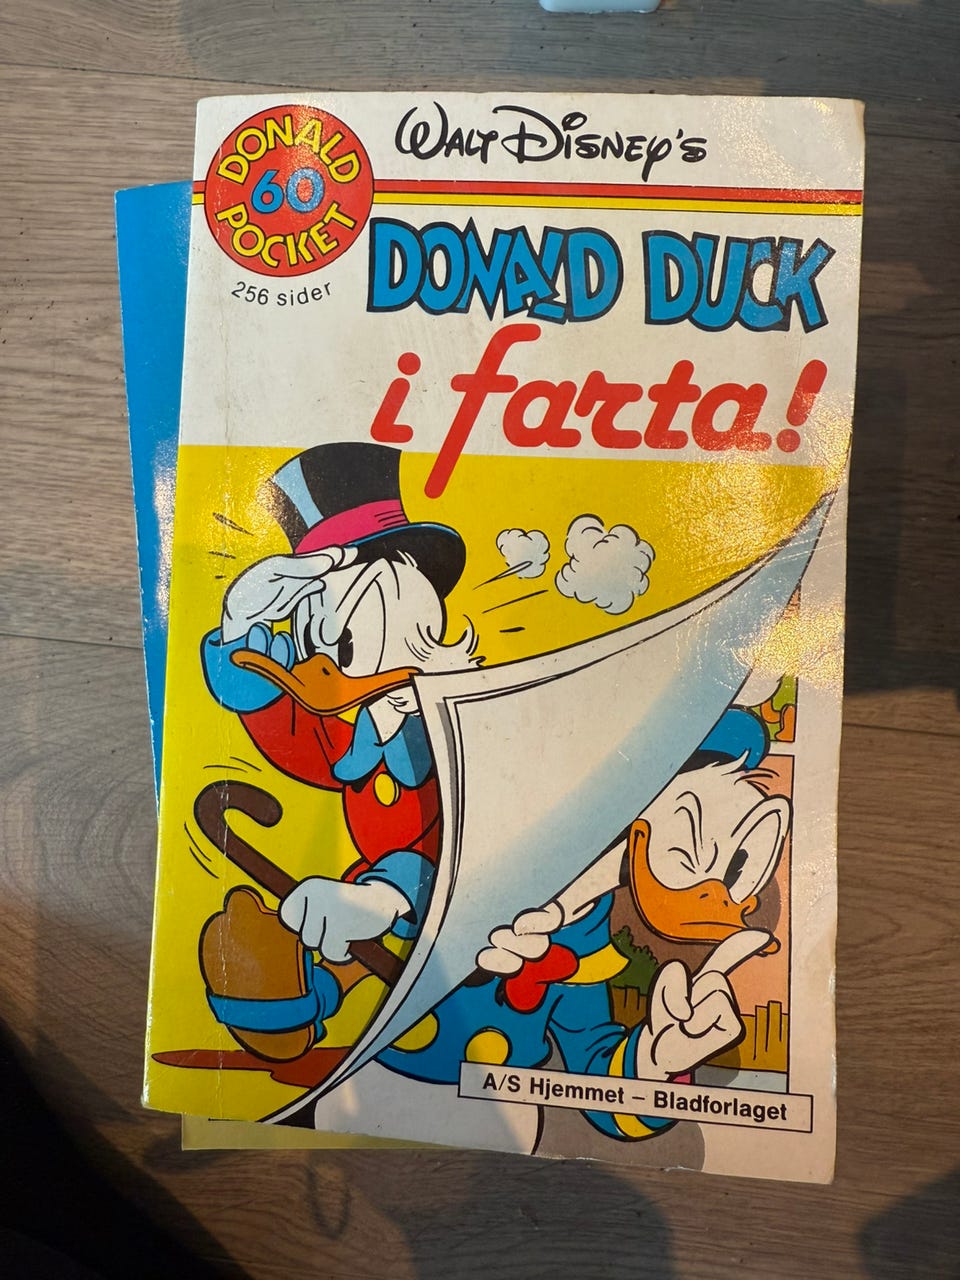 DONALD
60
POCKET
256 sider
WALT DISNEY'S
DONALD DUCK
i farta!
A/S Hjemmet – Bladforlaget